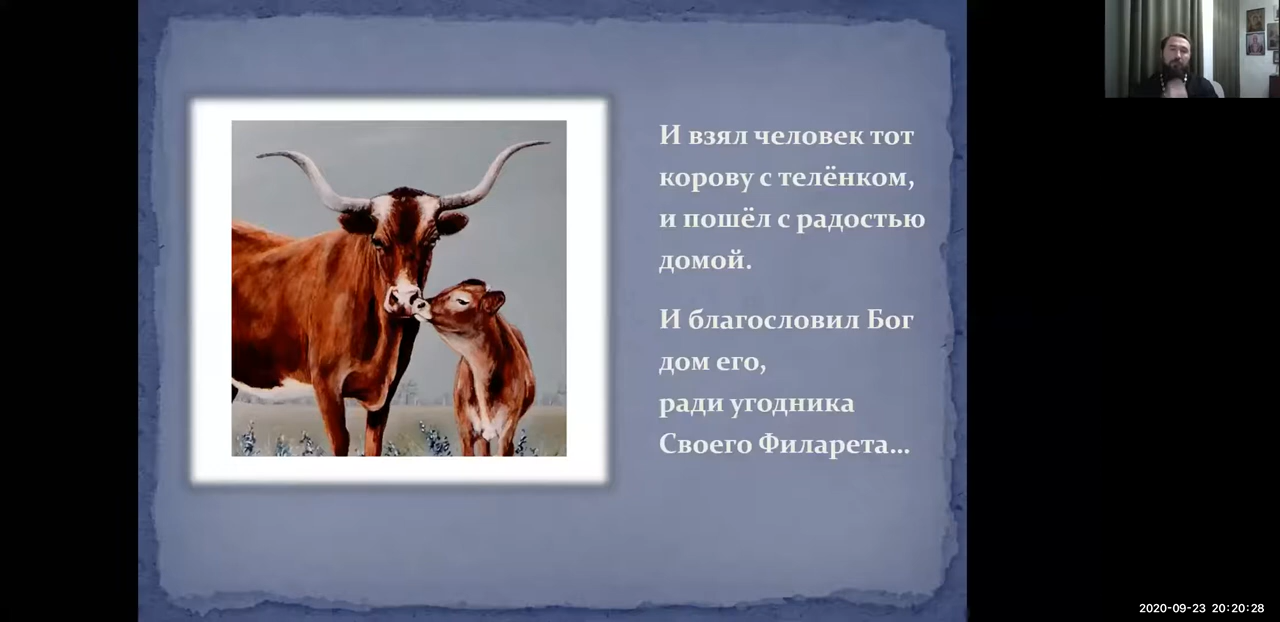 И взял человек тот
корову с телёнком,
и пошёл с радостью
домой.
И благословил Бог
дом его,
ради угодника
Своего Филарета...
2020-09-23 20:20:28